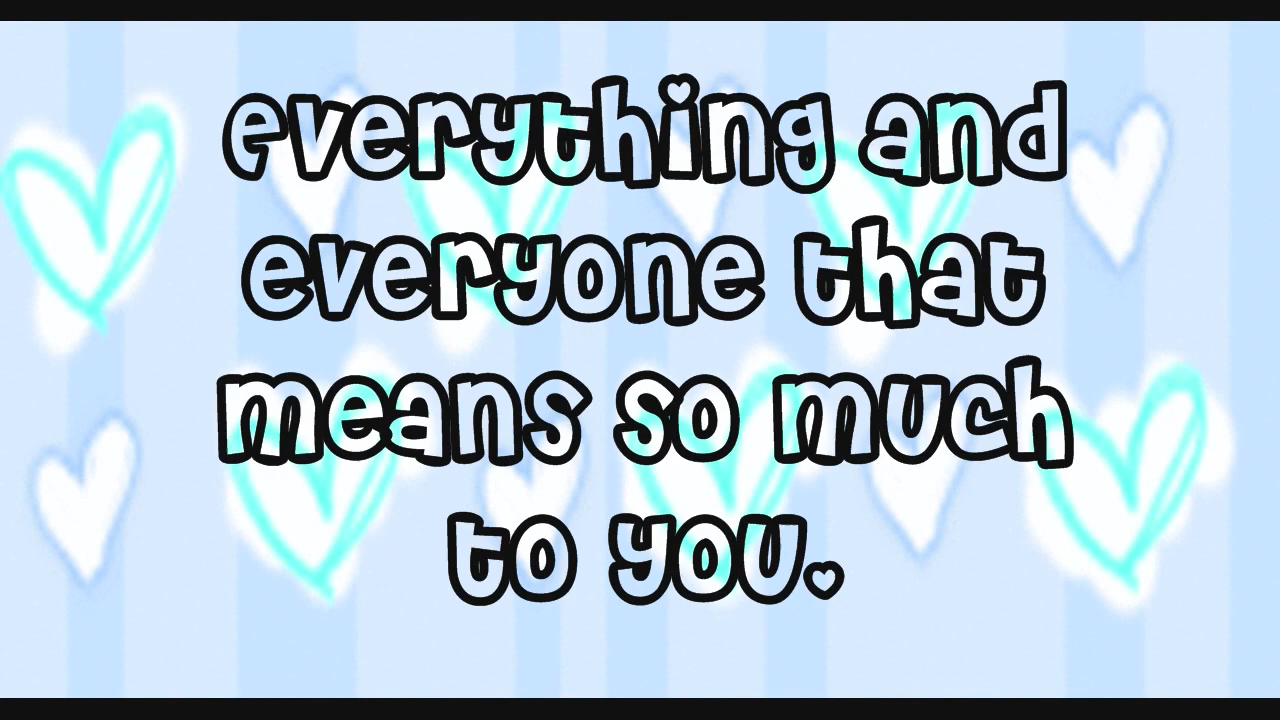 everything and
everyone that
means so much
to you.